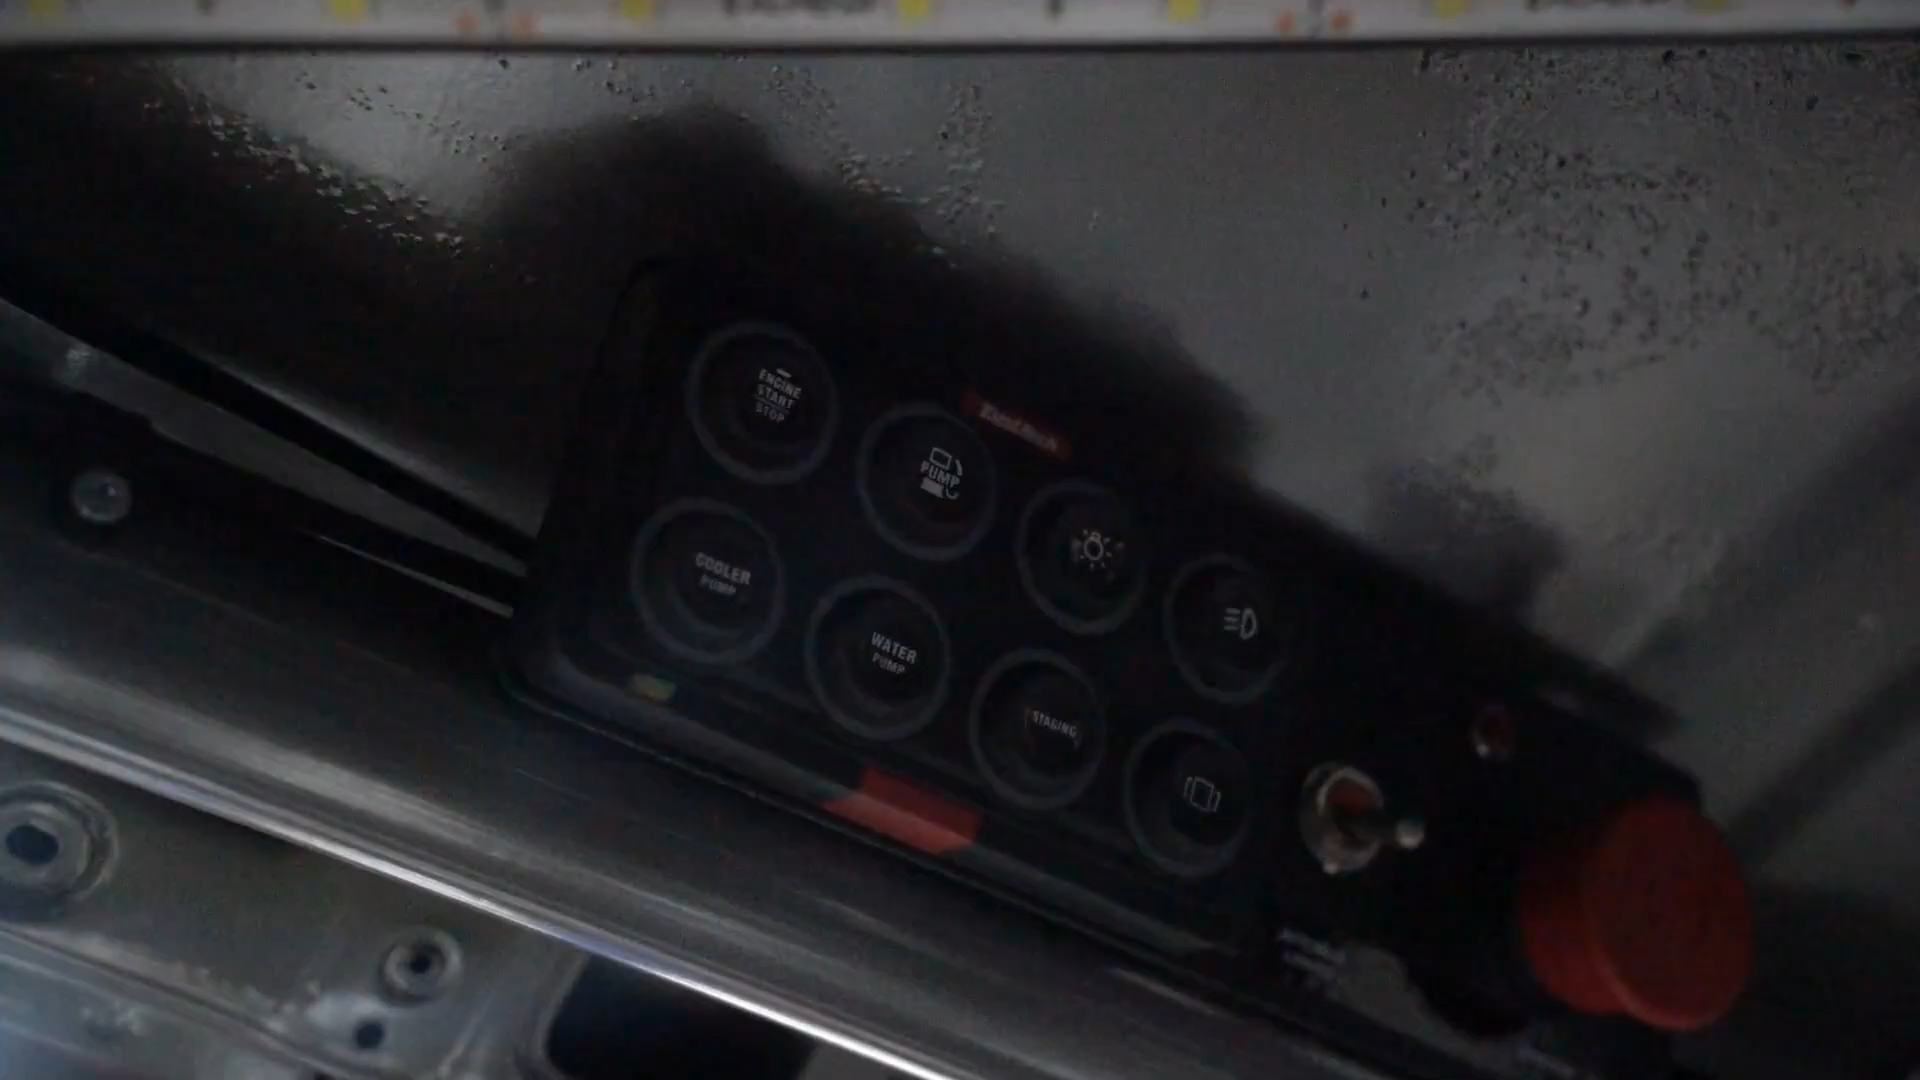 ENGINE
START
STOP
PUMP
COOLER
PUMP
WATER
PUMP
STAGING